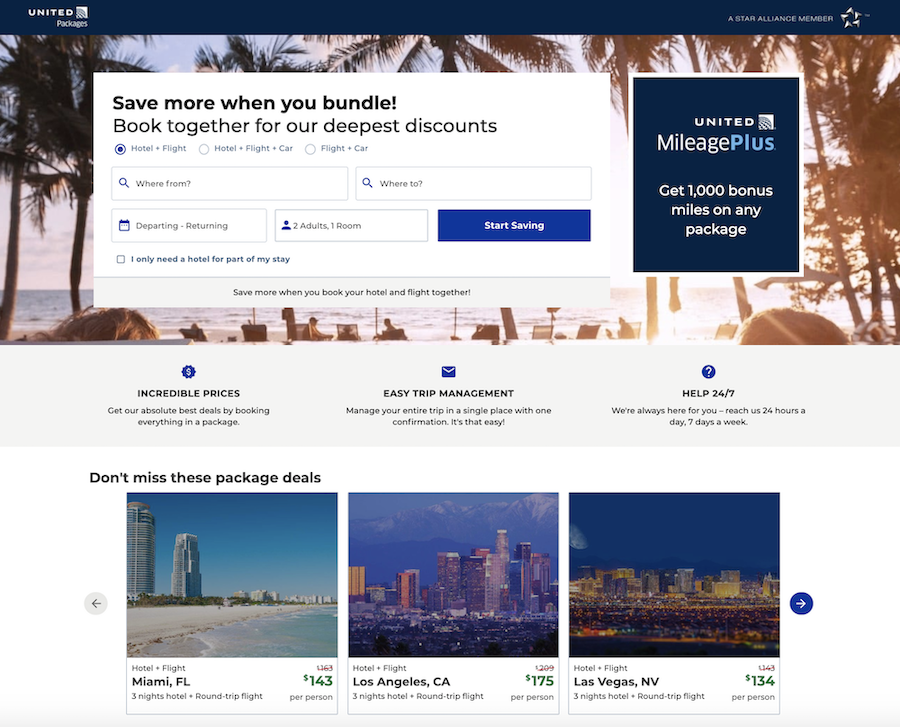 UNITED
Packages
A STAR ALLIANCE MEMBER
Save more when you bundle!
Book together for our deepest discounts
Hotel + Flight
Hotel + Flight + Car
Flight + Car
Where from?
Where to?
Departing - Returning
2 Adults, 1 Room
Start Saving
I only need a hotel for part of my stay
Save more when you book your hotel and flight together!
UNITED
MileagePlus
Get 1,000 bonus
miles on any
package
INCREDIBLE PRICES
Get our absolute best deals by booking
everything in a package.
EASY TRIP MANAGEMENT
Manage your entire trip in a single place with one
confirmation. It's that easy!
HELP 24/7
We're always here for you – reach us 24 hours a
day, 7 days a week.
Don't miss these package deals
Hotel + Flight
$163
Miami, FL
$143
3 nights hotel + Round-trip flight
per person
Hotel + Flight
$209
Los Angeles, CA
$175
3 nights hotel + Round-trip flight
per person
Hotel + Flight
$143
Las Vegas, NV
$134
3 nights hotel + Round-trip flight
per person